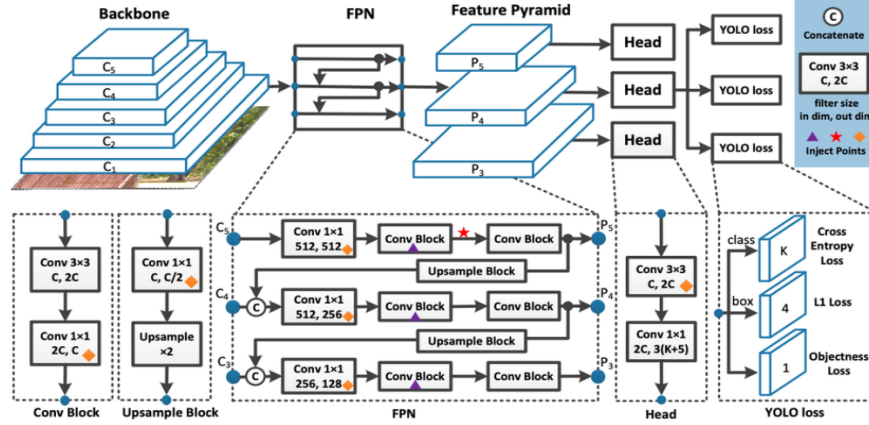 Backbone
FPN
Feature Pyramid
C5
C4
C3
C2
C1
P5
P4
P3
Head
Head
Head
YOLO loss
YOLO loss
YOLO loss
C
Concatenate
Conv 3×3
C, 2C
filter size
in dim, out dim
Inject Points
Conv 3×3
C, 2C
Conv 1×1
2C, C
Conv Block
Conv 1×1
C, C/2
Upsample
×2
Upsample Block
C5
Conv 1×1
512, 512
Conv Block
Conv Block
P5
Upsample Block
C4
C
Conv 1×1
512, 256
Conv Block
Conv Block
P4
Upsample Block
C3
C
Conv 1×1
256, 128
Conv Block
Conv Block
P3
FPN
Conv 3×3
C, 2C
Conv 1×1
2C, 3(K+5)
Head
class
K
Cross
Entropy
Loss
box
4
L1 Loss
1
Objectness
Loss
YOLO loss